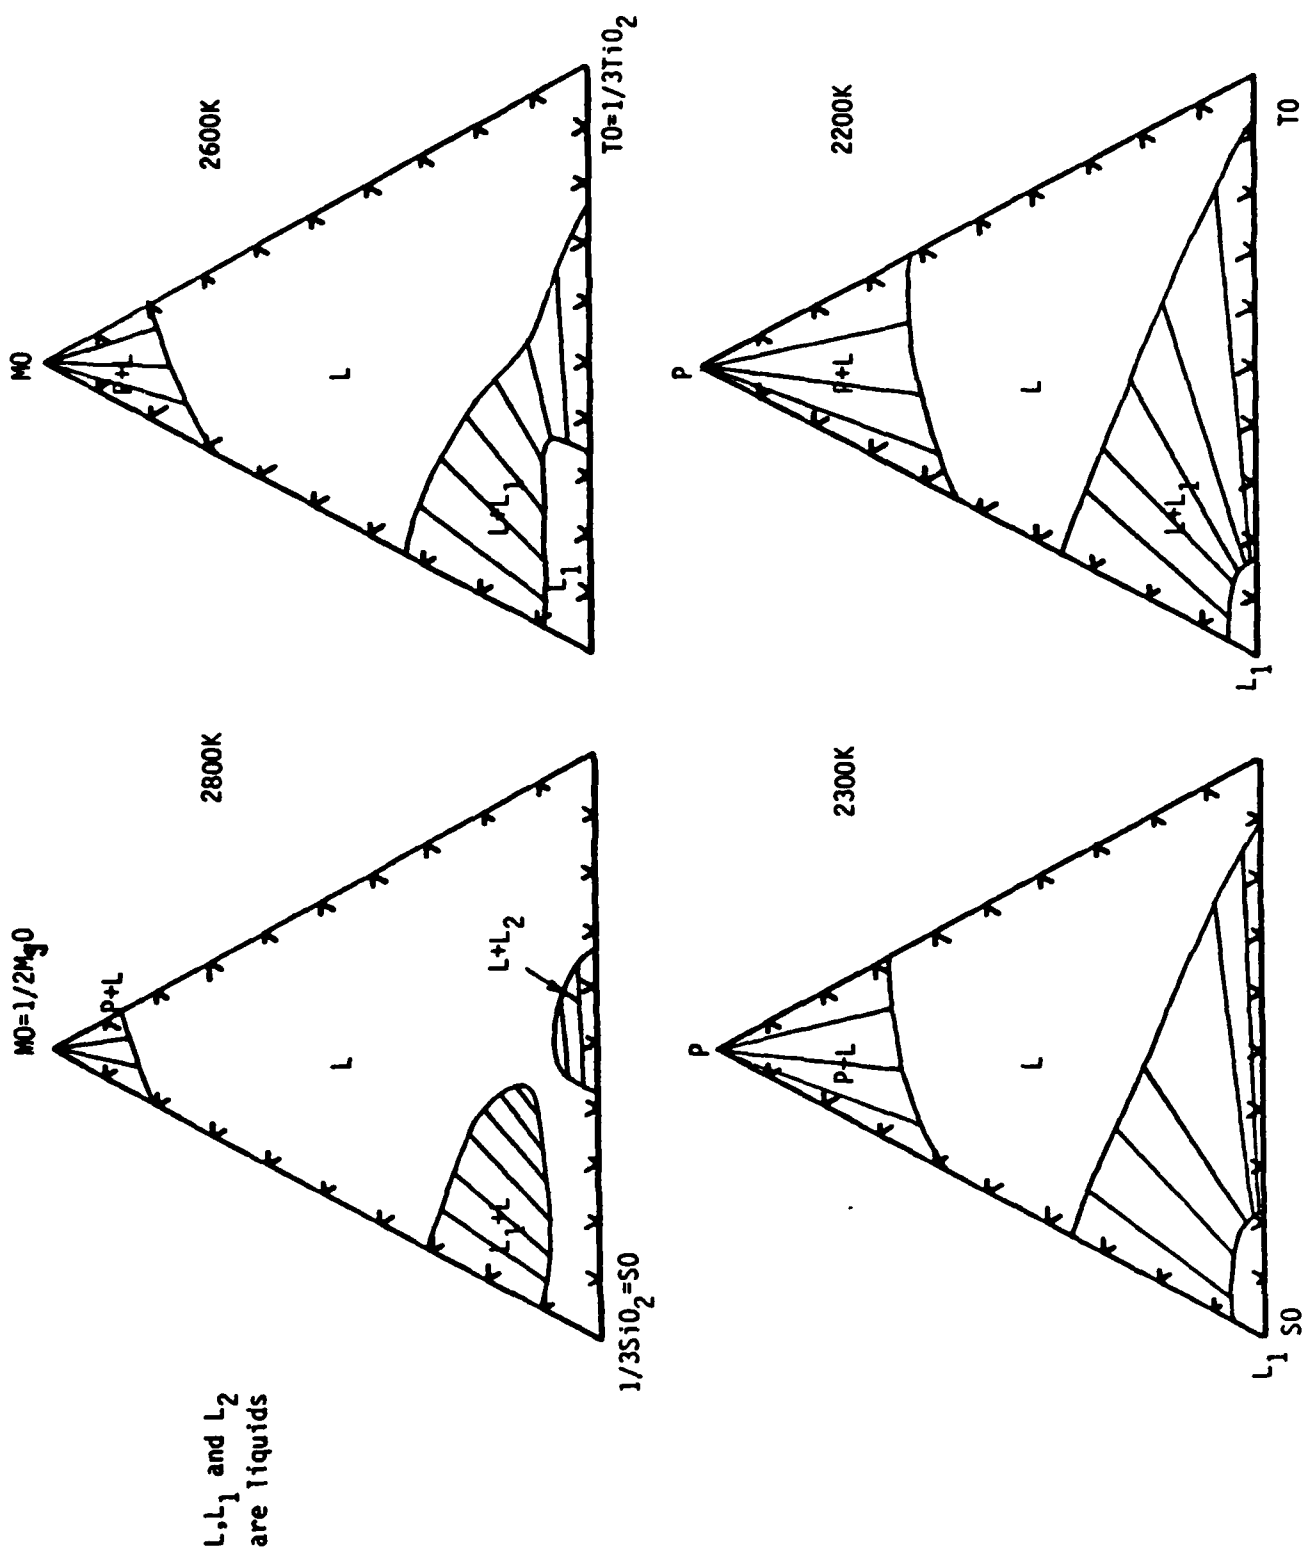 L,L1 and L2
are liquids
MO=1/2MgO
2800K
P+L
L
L1+L
L+L2
1/3SiO2=SO
MO
2600K
P+L
L
L+L1
L1
TO=1/3TiO2
P
2300K
P+L
L
L1
SO
P
2200K
P+L
L
L+L1
L1
TO